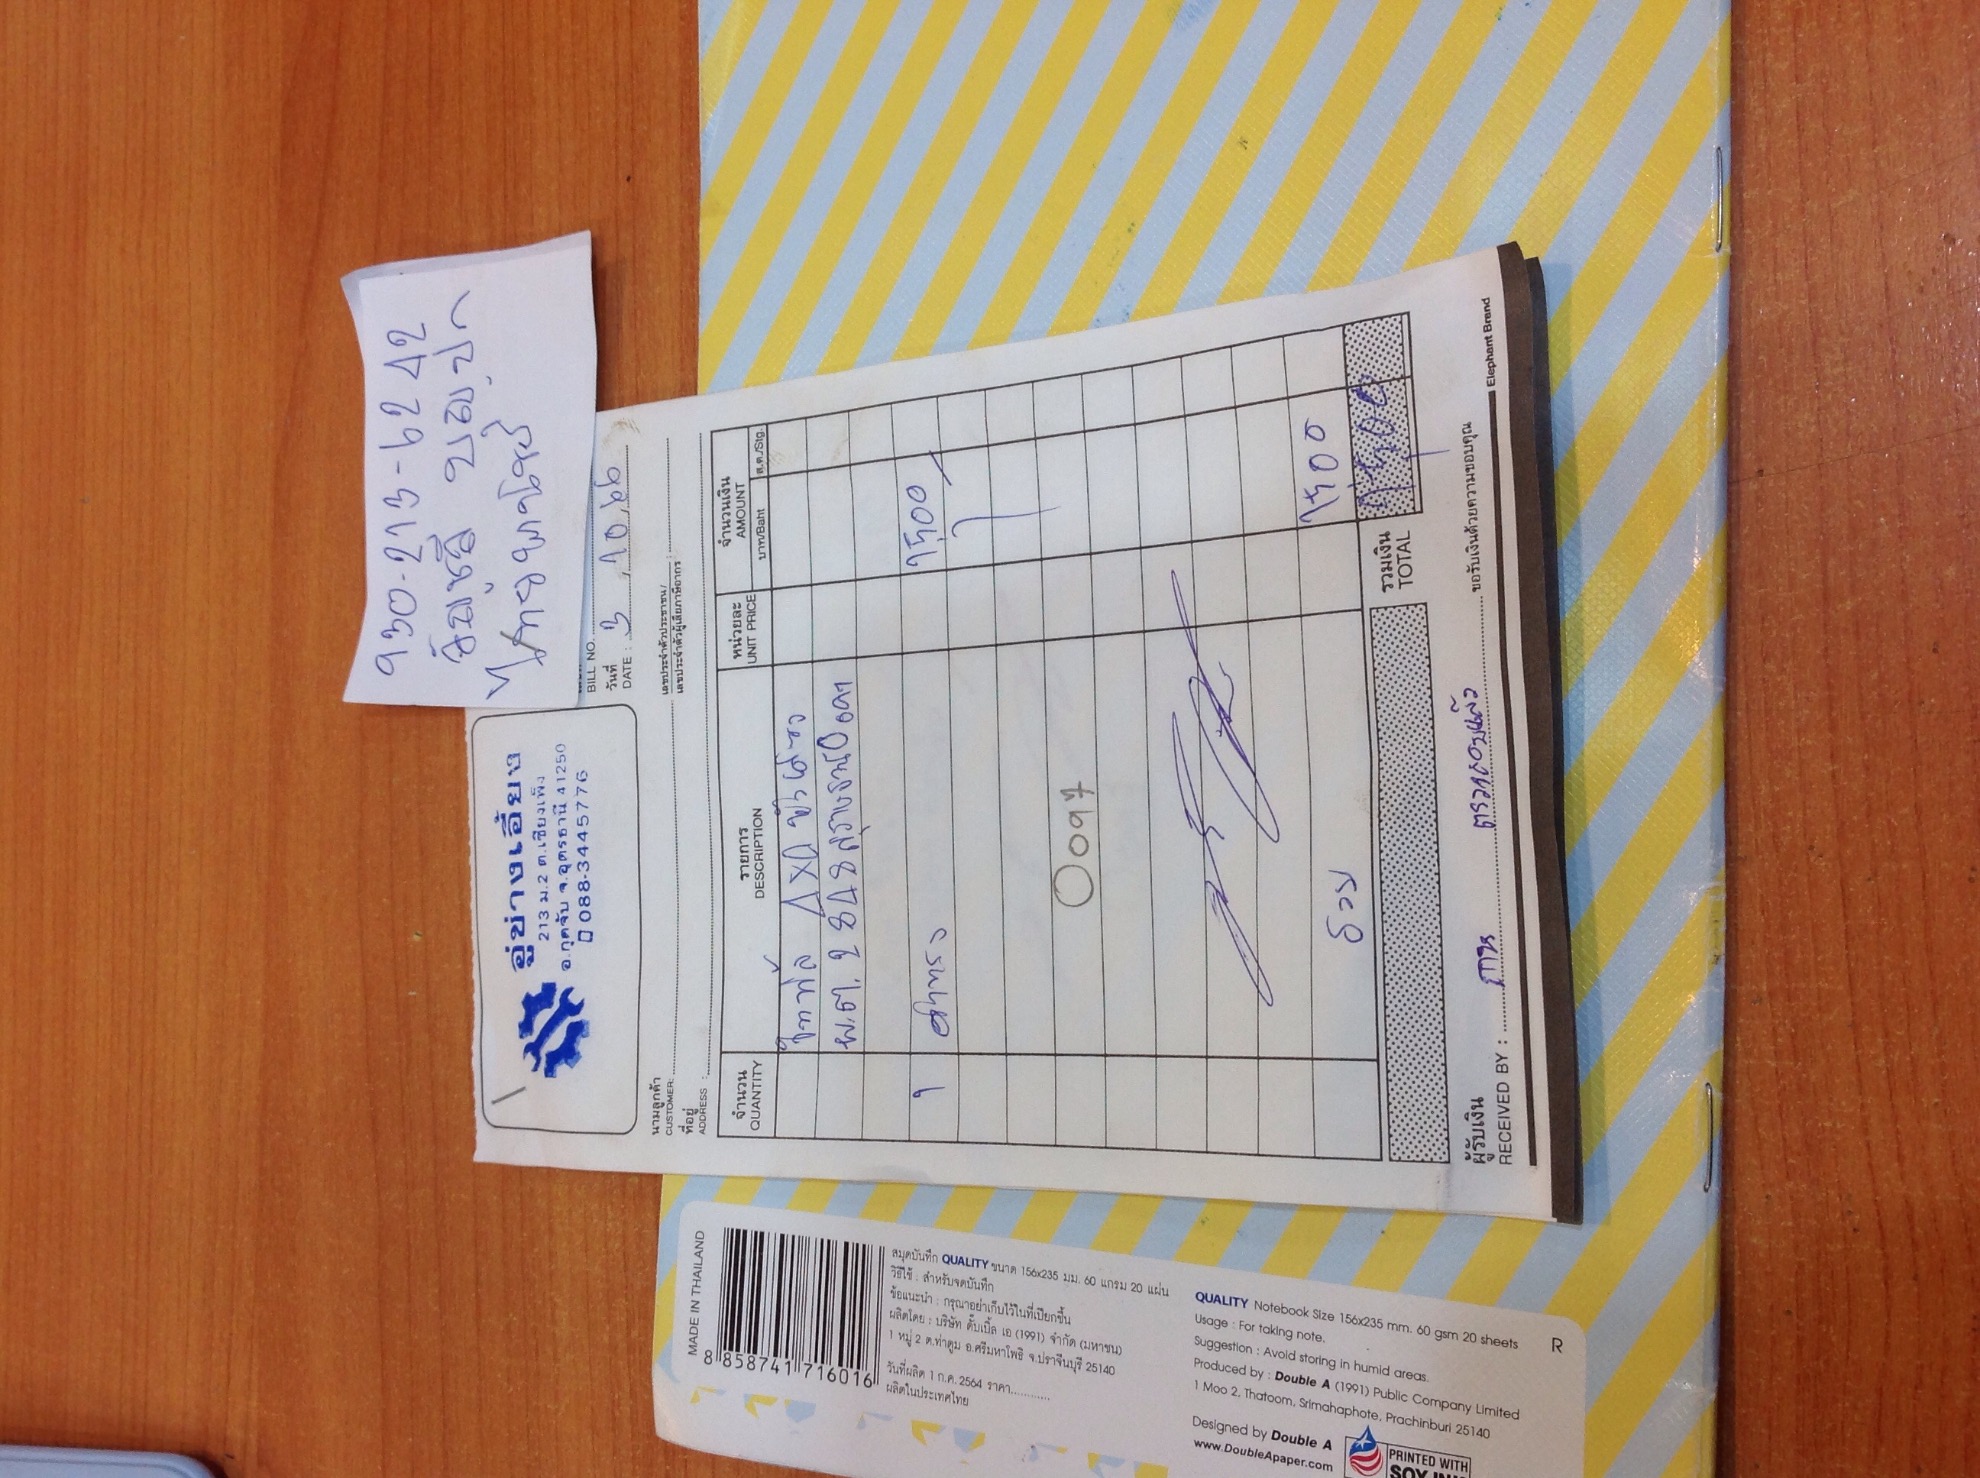 930-213-62 42
ไทยพาณิชย์
อู่ช่างเอี้ยง
213 ม.2 ต.เชียงเพ็ง
อ.กุดจับ จ.อุดรธานี 41250
088-3445776
BILL NO.
วันที่
DATE : 3 / 10 / 66
นามลูกค้า
CUSTOMER:
เลขประจำตัวประชาชน/
เลขประจำตัวผู้เสียภาษีอากร
ที่อยู่
ADDRESS :
จำนวน
QUANTITY
รายการ
DESCRIPTION
หน่วยละ
UNIT PRICE
จำนวนเงิน
AMOUNT
บาท/Baht
ส.ต./Stg.
1 1500
0097
รวม 1500
รวมเงิน
TOTAL
1500
ผู้รับเงิน
RECEIVED BY :
ตรวจสอบแล้ว
ขอรับเงินด้วยความขอบคุณ
Elephant Brand
MADE IN THAILAND
8 858741 716016
สมุดบันทึก QUALITY ขนาด 156x235 มม. 60 แกรม 20 แผ่น
วิธีใช้ : สำหรับจดบันทึก
ข้อแนะนำ : กรุณาอย่าเก็บไว้ในที่เปียกชื้น
ผลิตโดย : บริษัท ดั๊บเบิ้ล เอ (1991) จำกัด (มหาชน)
1 หมู่ 2 ต.ท่าตูม อ.ศรีมหาโพธิ จ.ปราจีนบุรี 25140
วันที่ผลิต 1 ก.ค. 2564 ราคา............
ผลิตในประเทศไทย
QUALITY Notebook Size 156x235 mm. 60 gsm 20 sheets
Usage : For taking note.
Suggestion : Avoid storing in humid areas.
Produced by : Double A (1991) Public Company Limited
1 Moo 2, Thatoom, Srimahaphote, Prachinburi 25140
R
Designed by Double A
www.DoubleApaper.com
PRINTED WITH
SOY INK